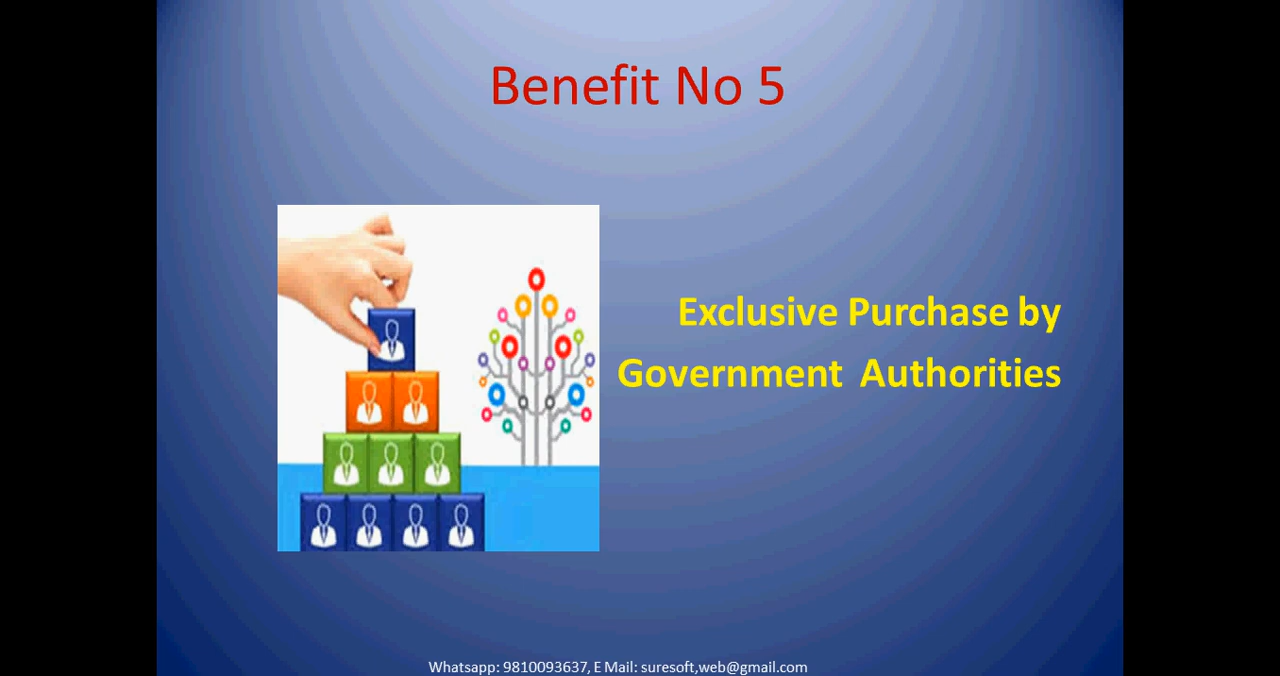 Benefit No 5
Exclusive Purchase by
Government Authorities
Whatsapp: 9810093637, E Mail: suresoft,web@gmail.com